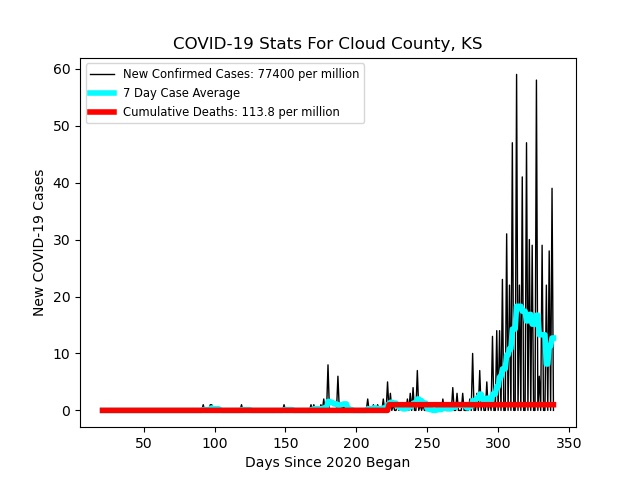 COVID-19 Stats For Cloud County, KS
New Confirmed Cases: 77400 per million
7 Day Case Average
Cumulative Deaths: 113.8 per million
New COVID-19 Cases
60
50
40
30
20
10
0
50 100 150 200 250 300 350
Days Since 2020 Began